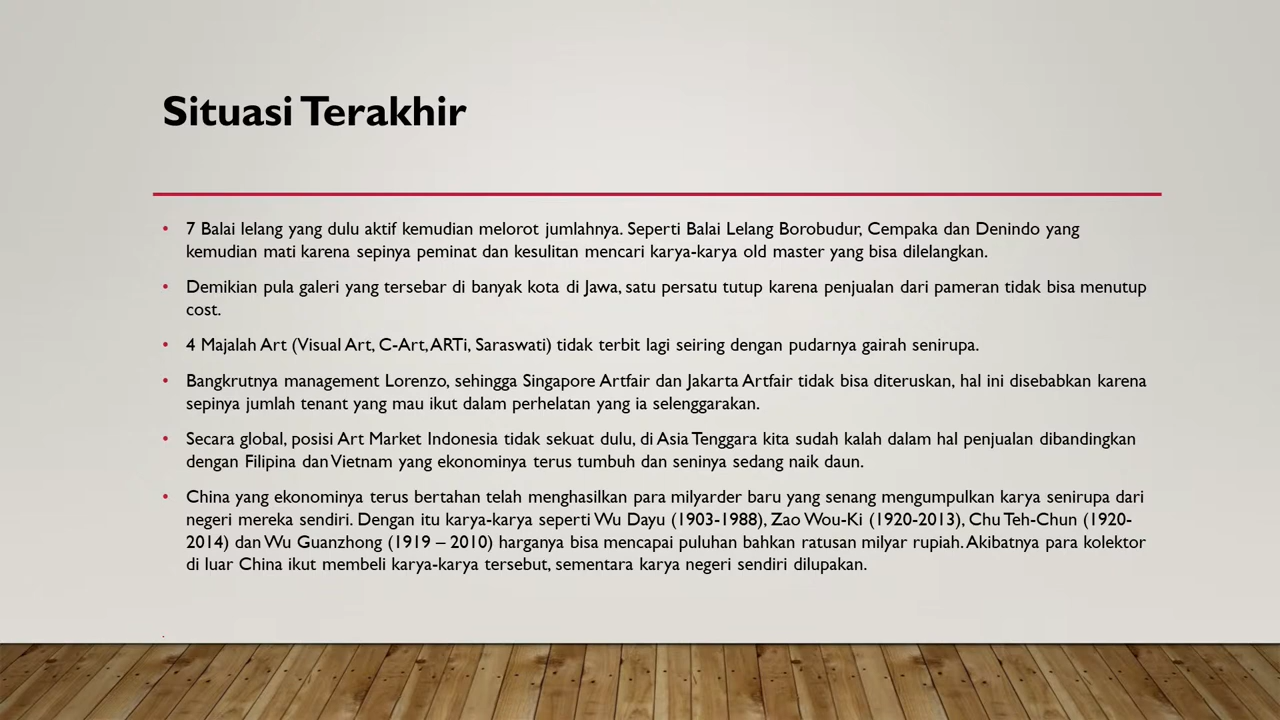 Situasi Terakhir
• 7 Balai lelang yang dulu aktif kemudian melorot jumlahnya. Seperti Balai Lelang Borobudur, Cempaka dan Denindo yang
kemudian mati karena sepinya peminat dan kesulitan mencari karya-karya old master yang bisa dilelangkan.
• Demikian pula galeri yang tersebar di banyak kota di Jawa, satu persatu tutup karena penjualan dari pameran tidak bisa menutup
cost.
• 4 Majalah Art (Visual Art, C-Art, ARTi, Saraswati) tidak terbit lagi seiring dengan pudarnya gairah senirupa.
• Bangkrutnya management Lorenzo, sehingga Singapore Artfair dan Jakarta Artfair tidak bisa diteruskan, hal ini disebabkan karena
sepinya jumlah tenant yang mau ikut dalam perhelatan yang ia selenggarakan.
• Secara global, posisi Art Market Indonesia tidak sekuat dulu, di Asia Tenggara kita sudah kalah dalam hal penjualan dibandingkan
dengan Filipina dan Vietnam yang ekonominya terus tumbuh dan seninya sedang naik daun.
• China yang ekonominya terus bertahan telah menghasilkan para milyarder baru yang senang mengumpulkan karya senirupa dari
negeri mereka sendiri. Dengan itu karya-karya seperti Wu Dayu (1903-1988), Zao Wou-Ki (1920-2013), Chu Teh-Chun (1920-
2014) dan Wu Guanzhong (1919 – 2010) harganya bisa mencapai puluhan bahkan ratusan milyar rupiah. Akibatnya para kolektor
di luar China ikut membeli karya-karya tersebut, sementara karya negeri sendiri dilupakan.
.